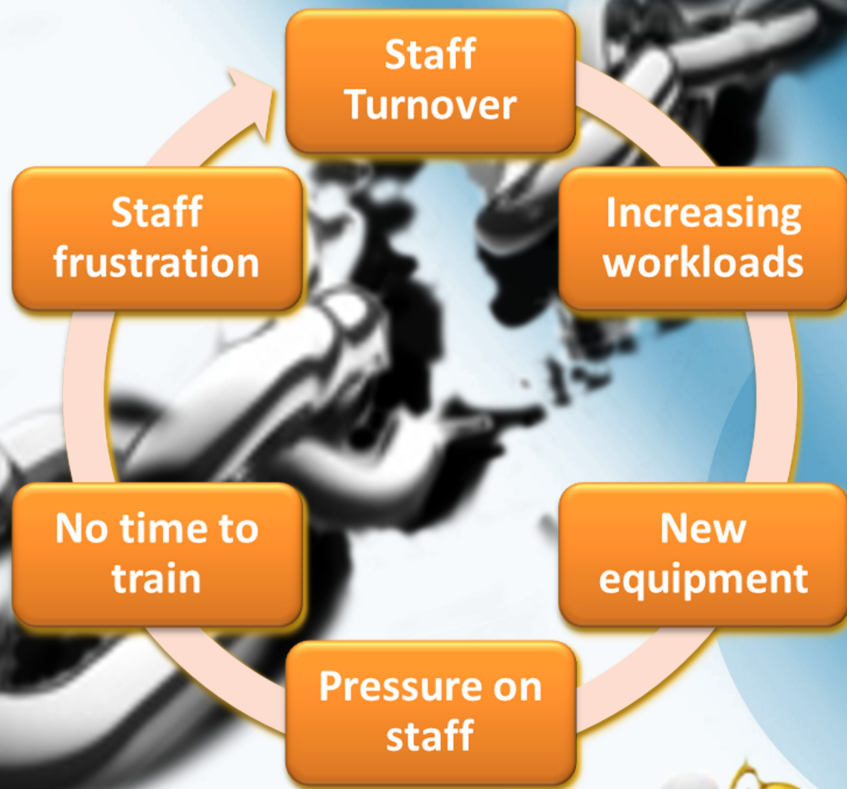 Staff
Turnover
Increasing
workloads
New
equipment
Pressure on
staff
No time to
train
Staff
frustration